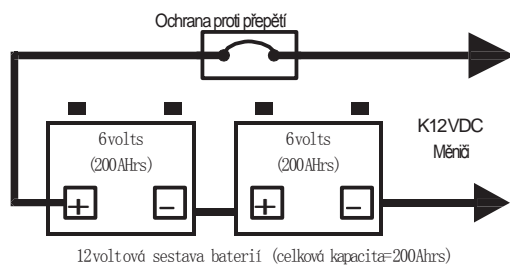 Ochrana proti přepětí
K12VDC
Měniči
6volts
(200AHrs)
6volts
(200AHrs)
+
-
+
-
12voltová sestava baterií (celková kapacita=200Ahrs)